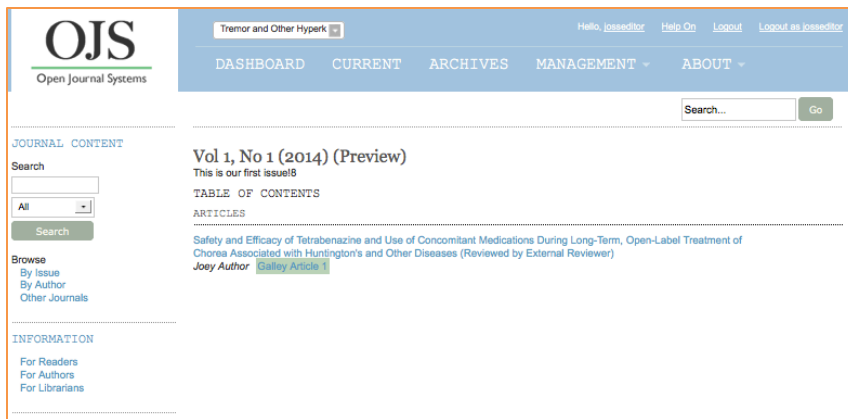 OJS
Open Journal Systems
Tremor and Other Hyperk
Hello, josseditor Help On Logout Logout as josseditor
DASHBOARD CURRENT ARCHIVES MANAGEMENT ABOUT
Search... Go
JOURNAL CONTENT
Search
All
Search
Browse
By Issue
By Author
Other Journals
INFORMATION
For Readers
For Authors
For Librarians
Vol 1, No 1 (2014) (Preview)
This is our first issue!8
TABLE OF CONTENTS
ARTICLES
Safety and Efficacy of Tetrabenazine and Use of Concomitant Medications During Long-Term, Open-Label Treatment of
Chorea Associated with Huntington's and Other Diseases (Reviewed by External Reviewer)
Joey Author Galley Article 1